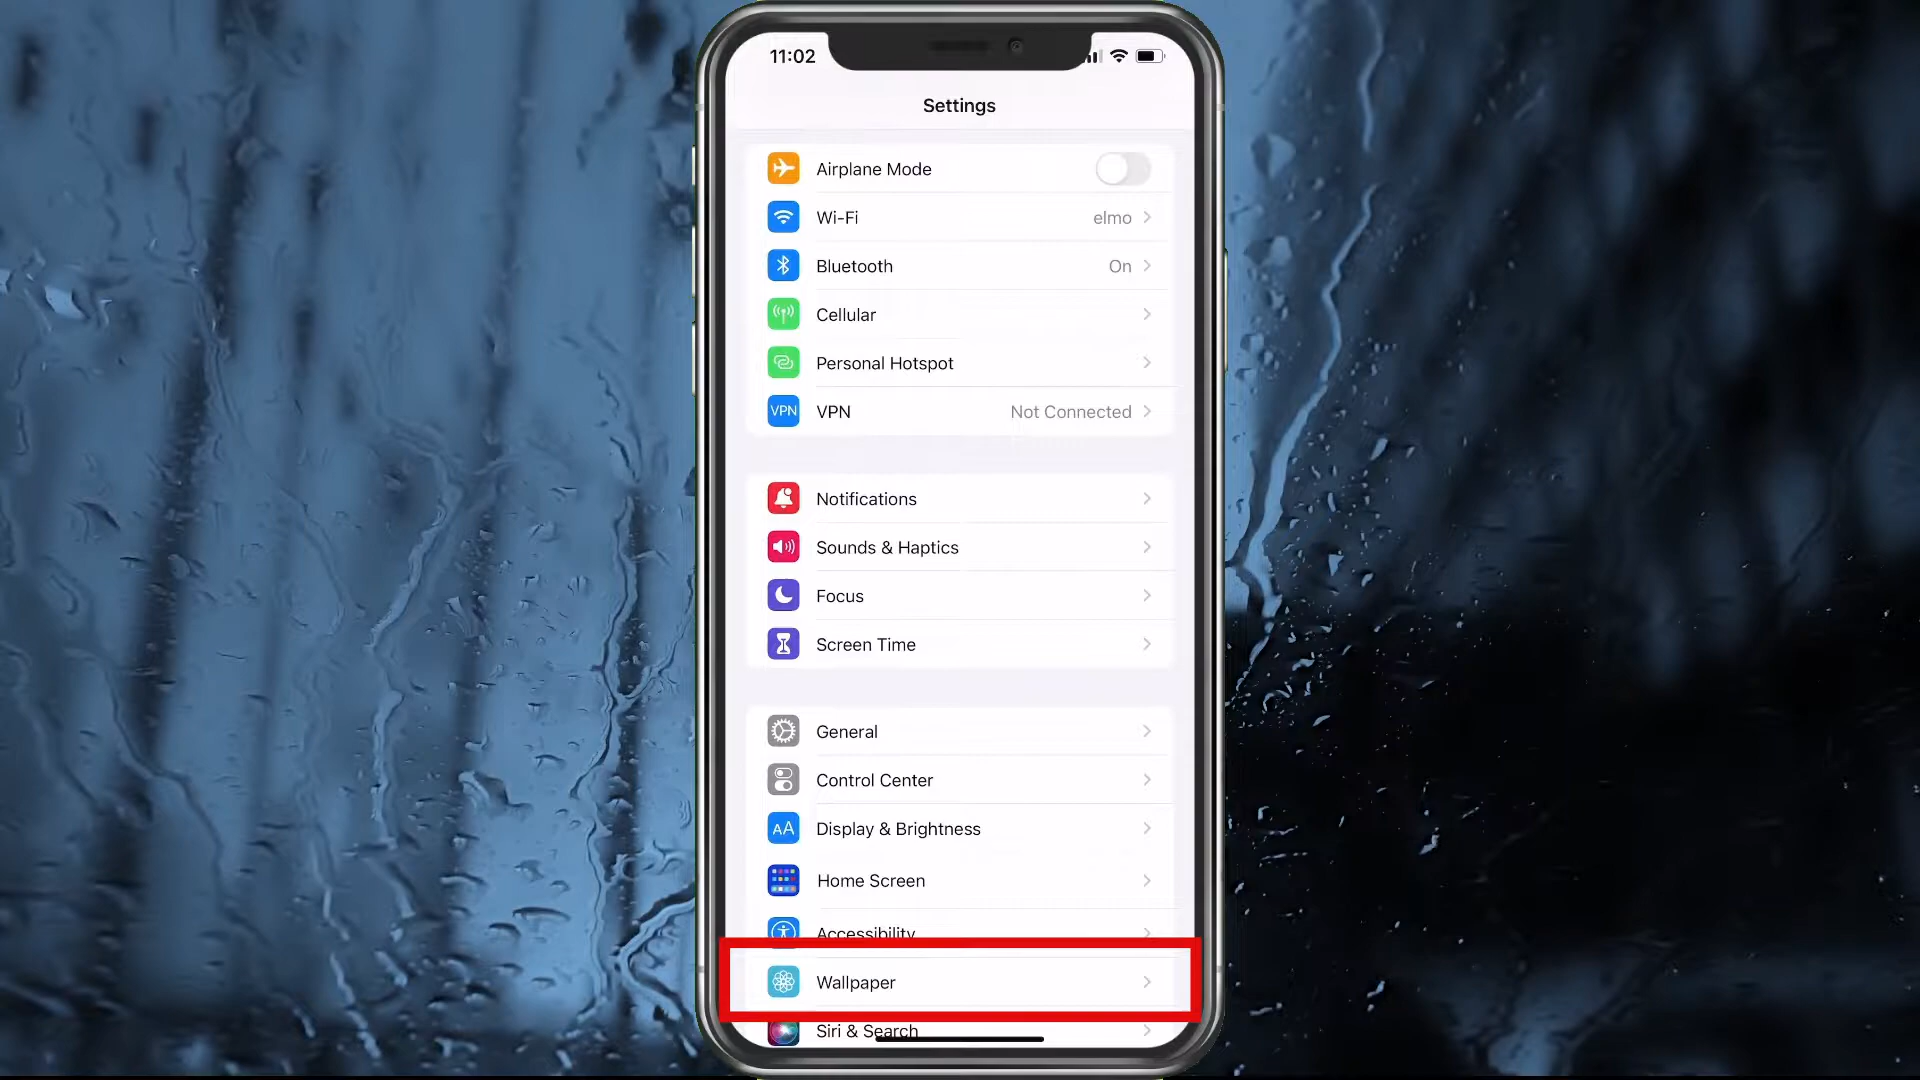 11:02
Settings
Airplane Mode
Wi-Fi elmo
Bluetooth On
Cellular
Personal Hotspot
VPN VPN Not Connected
Notifications
Sounds & Haptics
Focus
Screen Time
General
Control Center
AA Display & Brightness
Home Screen
Accessibility
Wallpaper
Siri & Search